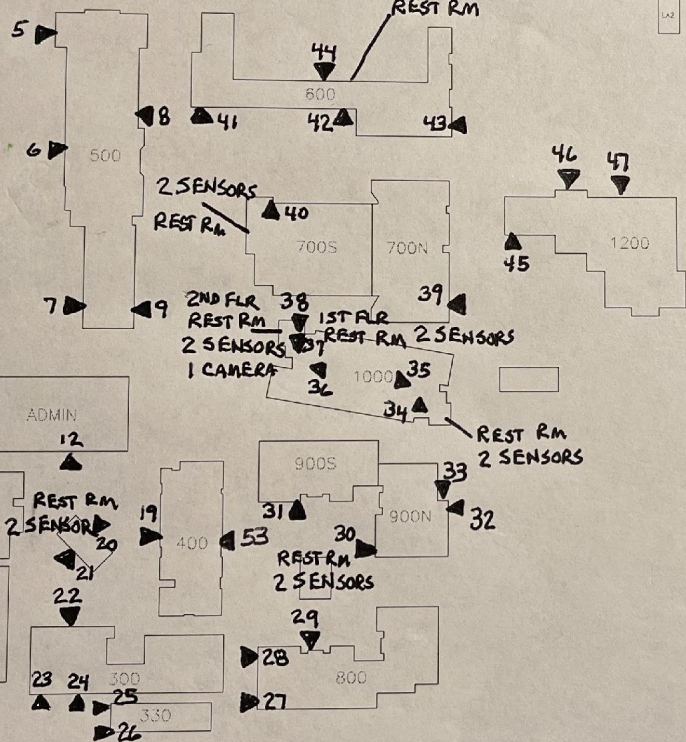 REST RM
5
44
600
8
41
42
43
6
500
46
47
2 SENSORS
REST RM
40
700S
700N
1200
45
7
9
2ND FLR
REST RM
2 SENSORS
1 CAMERA
38
1ST FLR
REST RM 2 SENSORS
39
37
36
1000
35
34
ADMIN
12
REST RM
2 SENSORS
900S
33
REST RM
2 SENSOR
19
31
30
900N
32
20
400
53
21
REST RM
2 SENSORS
22
29
28
23
24
300
800
25
27
330
26